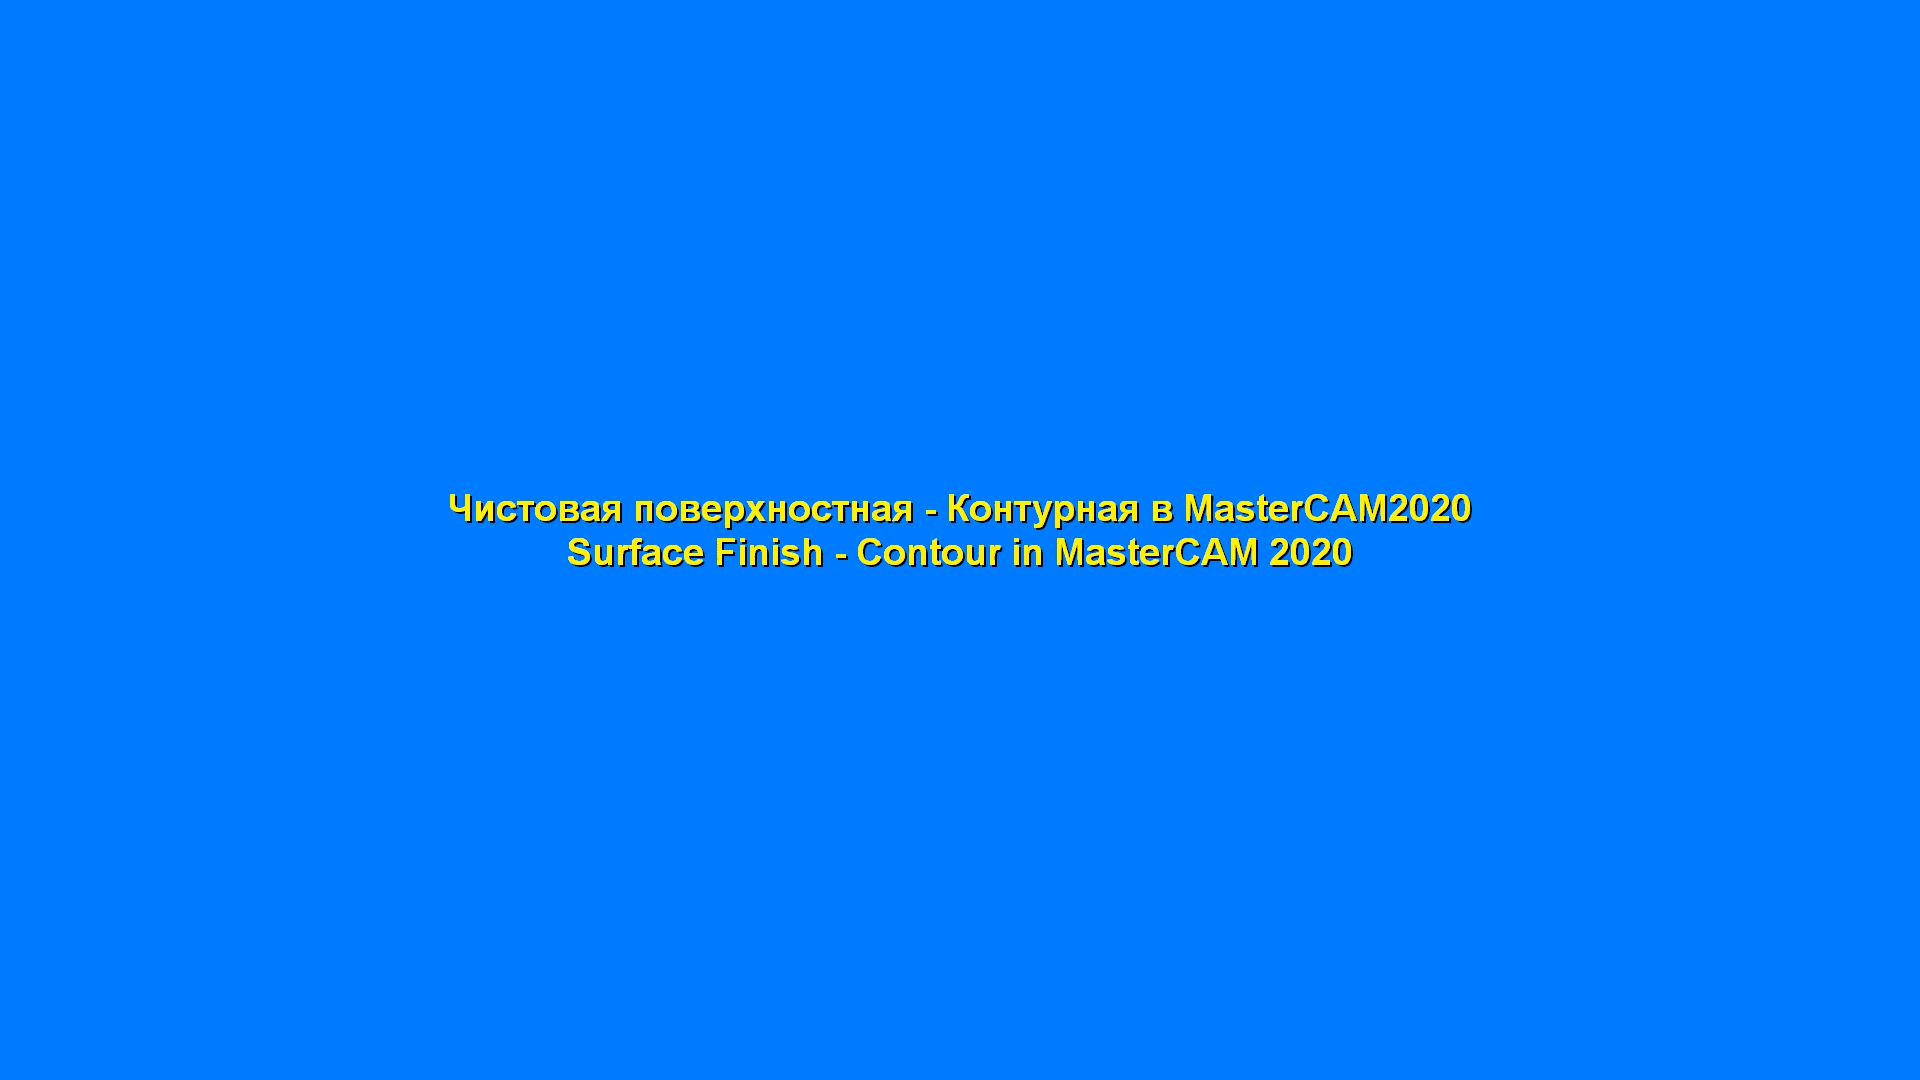 Чистовая поверхностная - Контурная в MasterCAM2020
Surface Finish - Contour in MasterCAM 2020